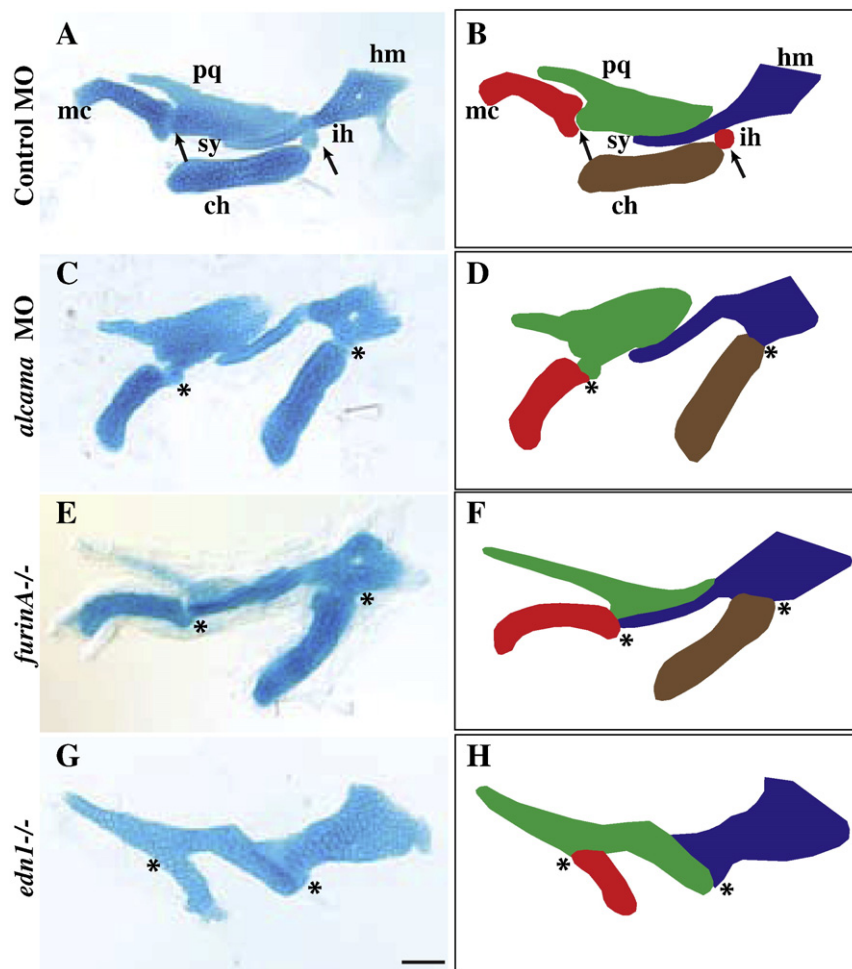 A
hm
pq
mc
sy
ih
ch
Control MO
B
hm
pq
mc
sy
ih
ch
C
*
*
alcama MO
D
*
*
E
*
*
furinA-/-
F
*
*
G
*
*
edn1-/-
H
*
*